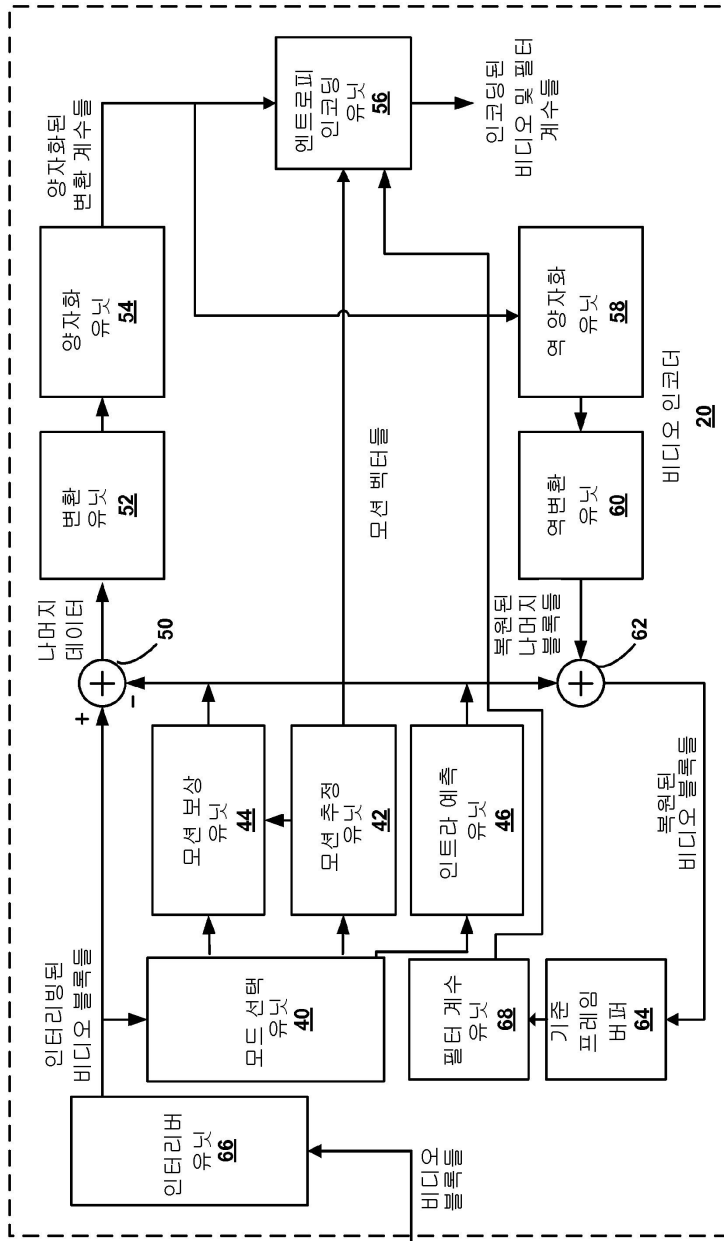 비디오
블록들
인터리버
유닛
66
인터리빙된
비디오 블록들
모드 선택
유닛
40
모션 보상
유닛
44
모션 추정
유닛
42
인트라 예측
유닛
46
필터 계수
유닛
68
기준
프레임
버퍼
64
+
-
50
나머지
데이터
변환
유닛
52
양자화
유닛
54
양자화된
변환 계수들
모션 벡터들
엔트로피
인코딩
유닛
56
인코딩된
비디오 및 필터
계수들
역 양자화
유닛
58
역변환
유닛
60
복원된
나머지
블록들
62
복원된
비디오 블록들
비디오 인코더
20